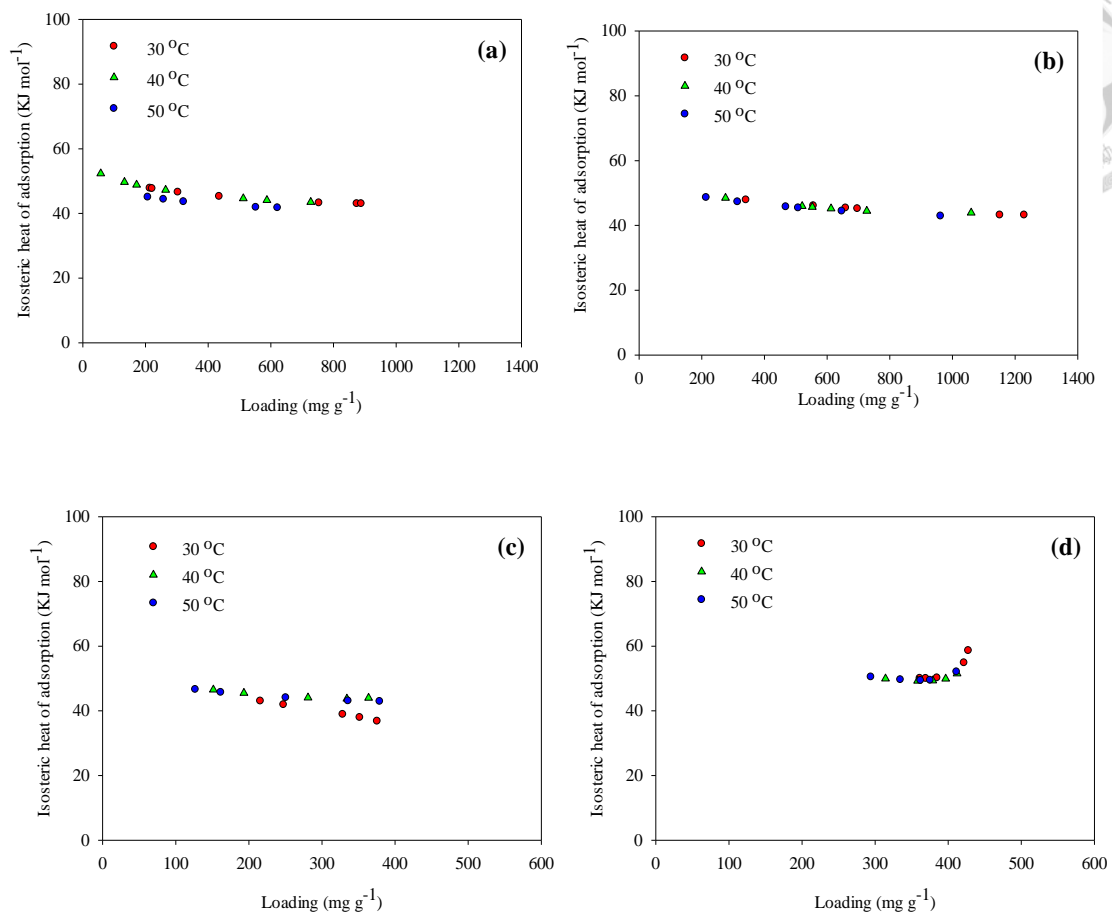 (a)
30 °C
40 °C
50 °C
Isosteric heat of adsorption (KJ mol⁻¹)
100
80
60
40
20
0
0 200 400 600 800 1000 1200 1400
Loading (mg g⁻¹)
(b)
30 °C
40 °C
50 °C
Isosteric heat of adsorption (KJ mol⁻¹)
100
80
60
40
20
0
0 200 400 600 800 1000 1200 1400
Loading (mg g⁻¹)
(c)
30 °C
40 °C
50 °C
Isosteric heat of adsorption (KJ mol⁻¹)
100
80
60
40
20
0
0 100 200 300 400 500 600
Loading (mg g⁻¹)
(d)
30 °C
40 °C
50 °C
Isosteric heat of adsorption (KJ mol⁻¹)
100
80
60
40
20
0
0 100 200 300 400 500 600
Loading (mg g⁻¹)